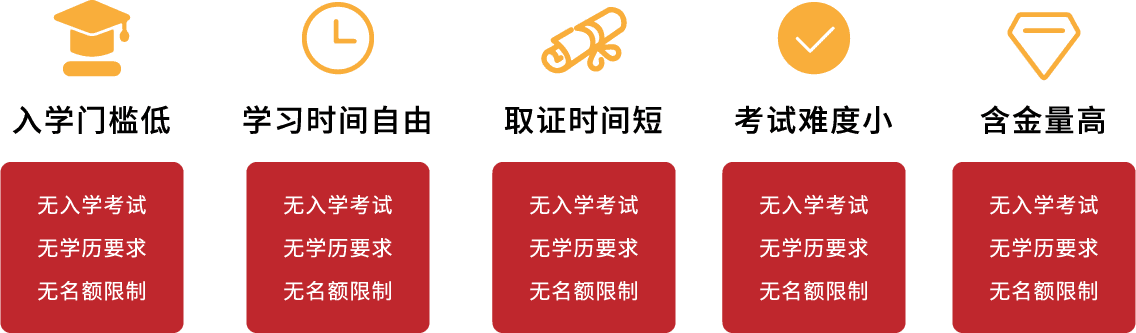 入学门槛低
无入学考试
无学历要求
无名额限制
学习时间自由
无入学考试
无学历要求
无名额限制
取证时间短
无入学考试
无学历要求
无名额限制
考试难度小
无入学考试
无学历要求
无名额限制
含金量高
无入学考试
无学历要求
无名额限制